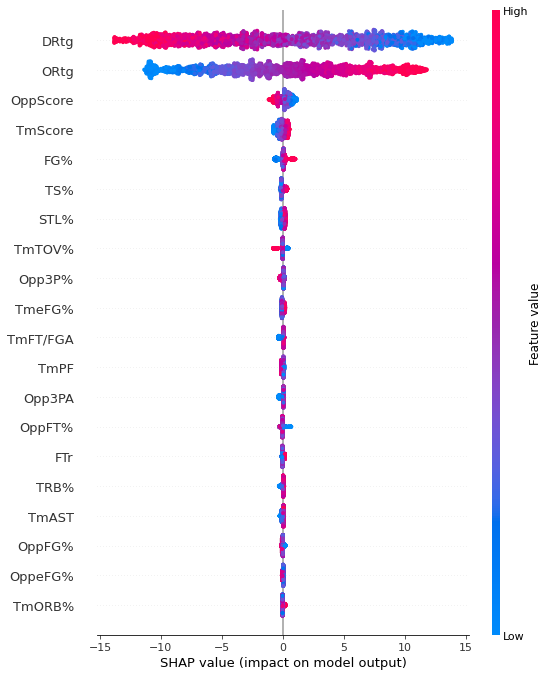 High
DRtg
ORtg
OppScore
TmScore
FG%
TS%
STL%
TmTOV%
Opp3P%
TmeFG%
TmFT/FGA
TmPF
Opp3PA
OppFT%
FTr
TRB%
TmAST
OppFG%
OppeFG%
TmORB%
Feature value
Low
−15 −10 −5 0 5 10 15
SHAP value (impact on model output)